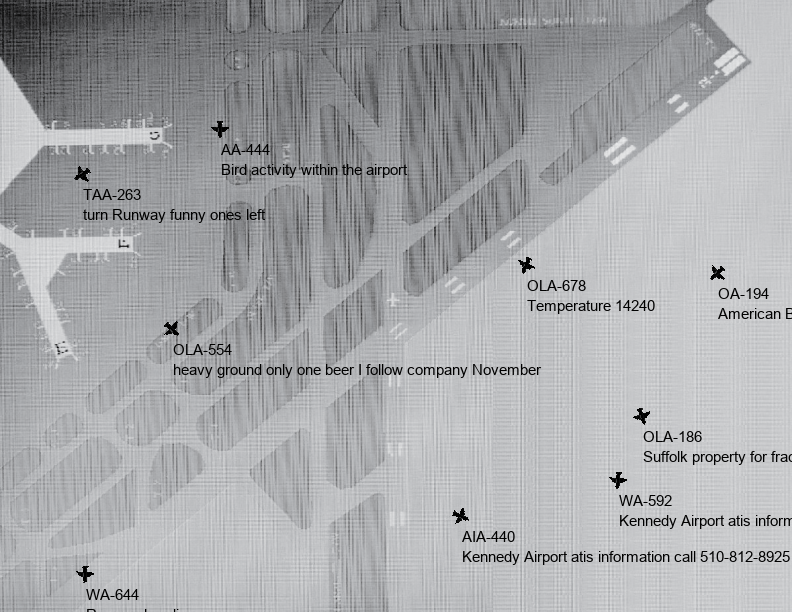 AA-444
Bird activity within the airport
TAA-263
turn Runway funny ones left
OLA-678
Temperature 14240
OA-194
American
OLA-554
heavy ground only one beer I follow company November
OLA-186
Suffolk property for
WA-592
Kennedy Airport atis
AIA-440
Kennedy Airport atis information call 510-812-8925
WA-644